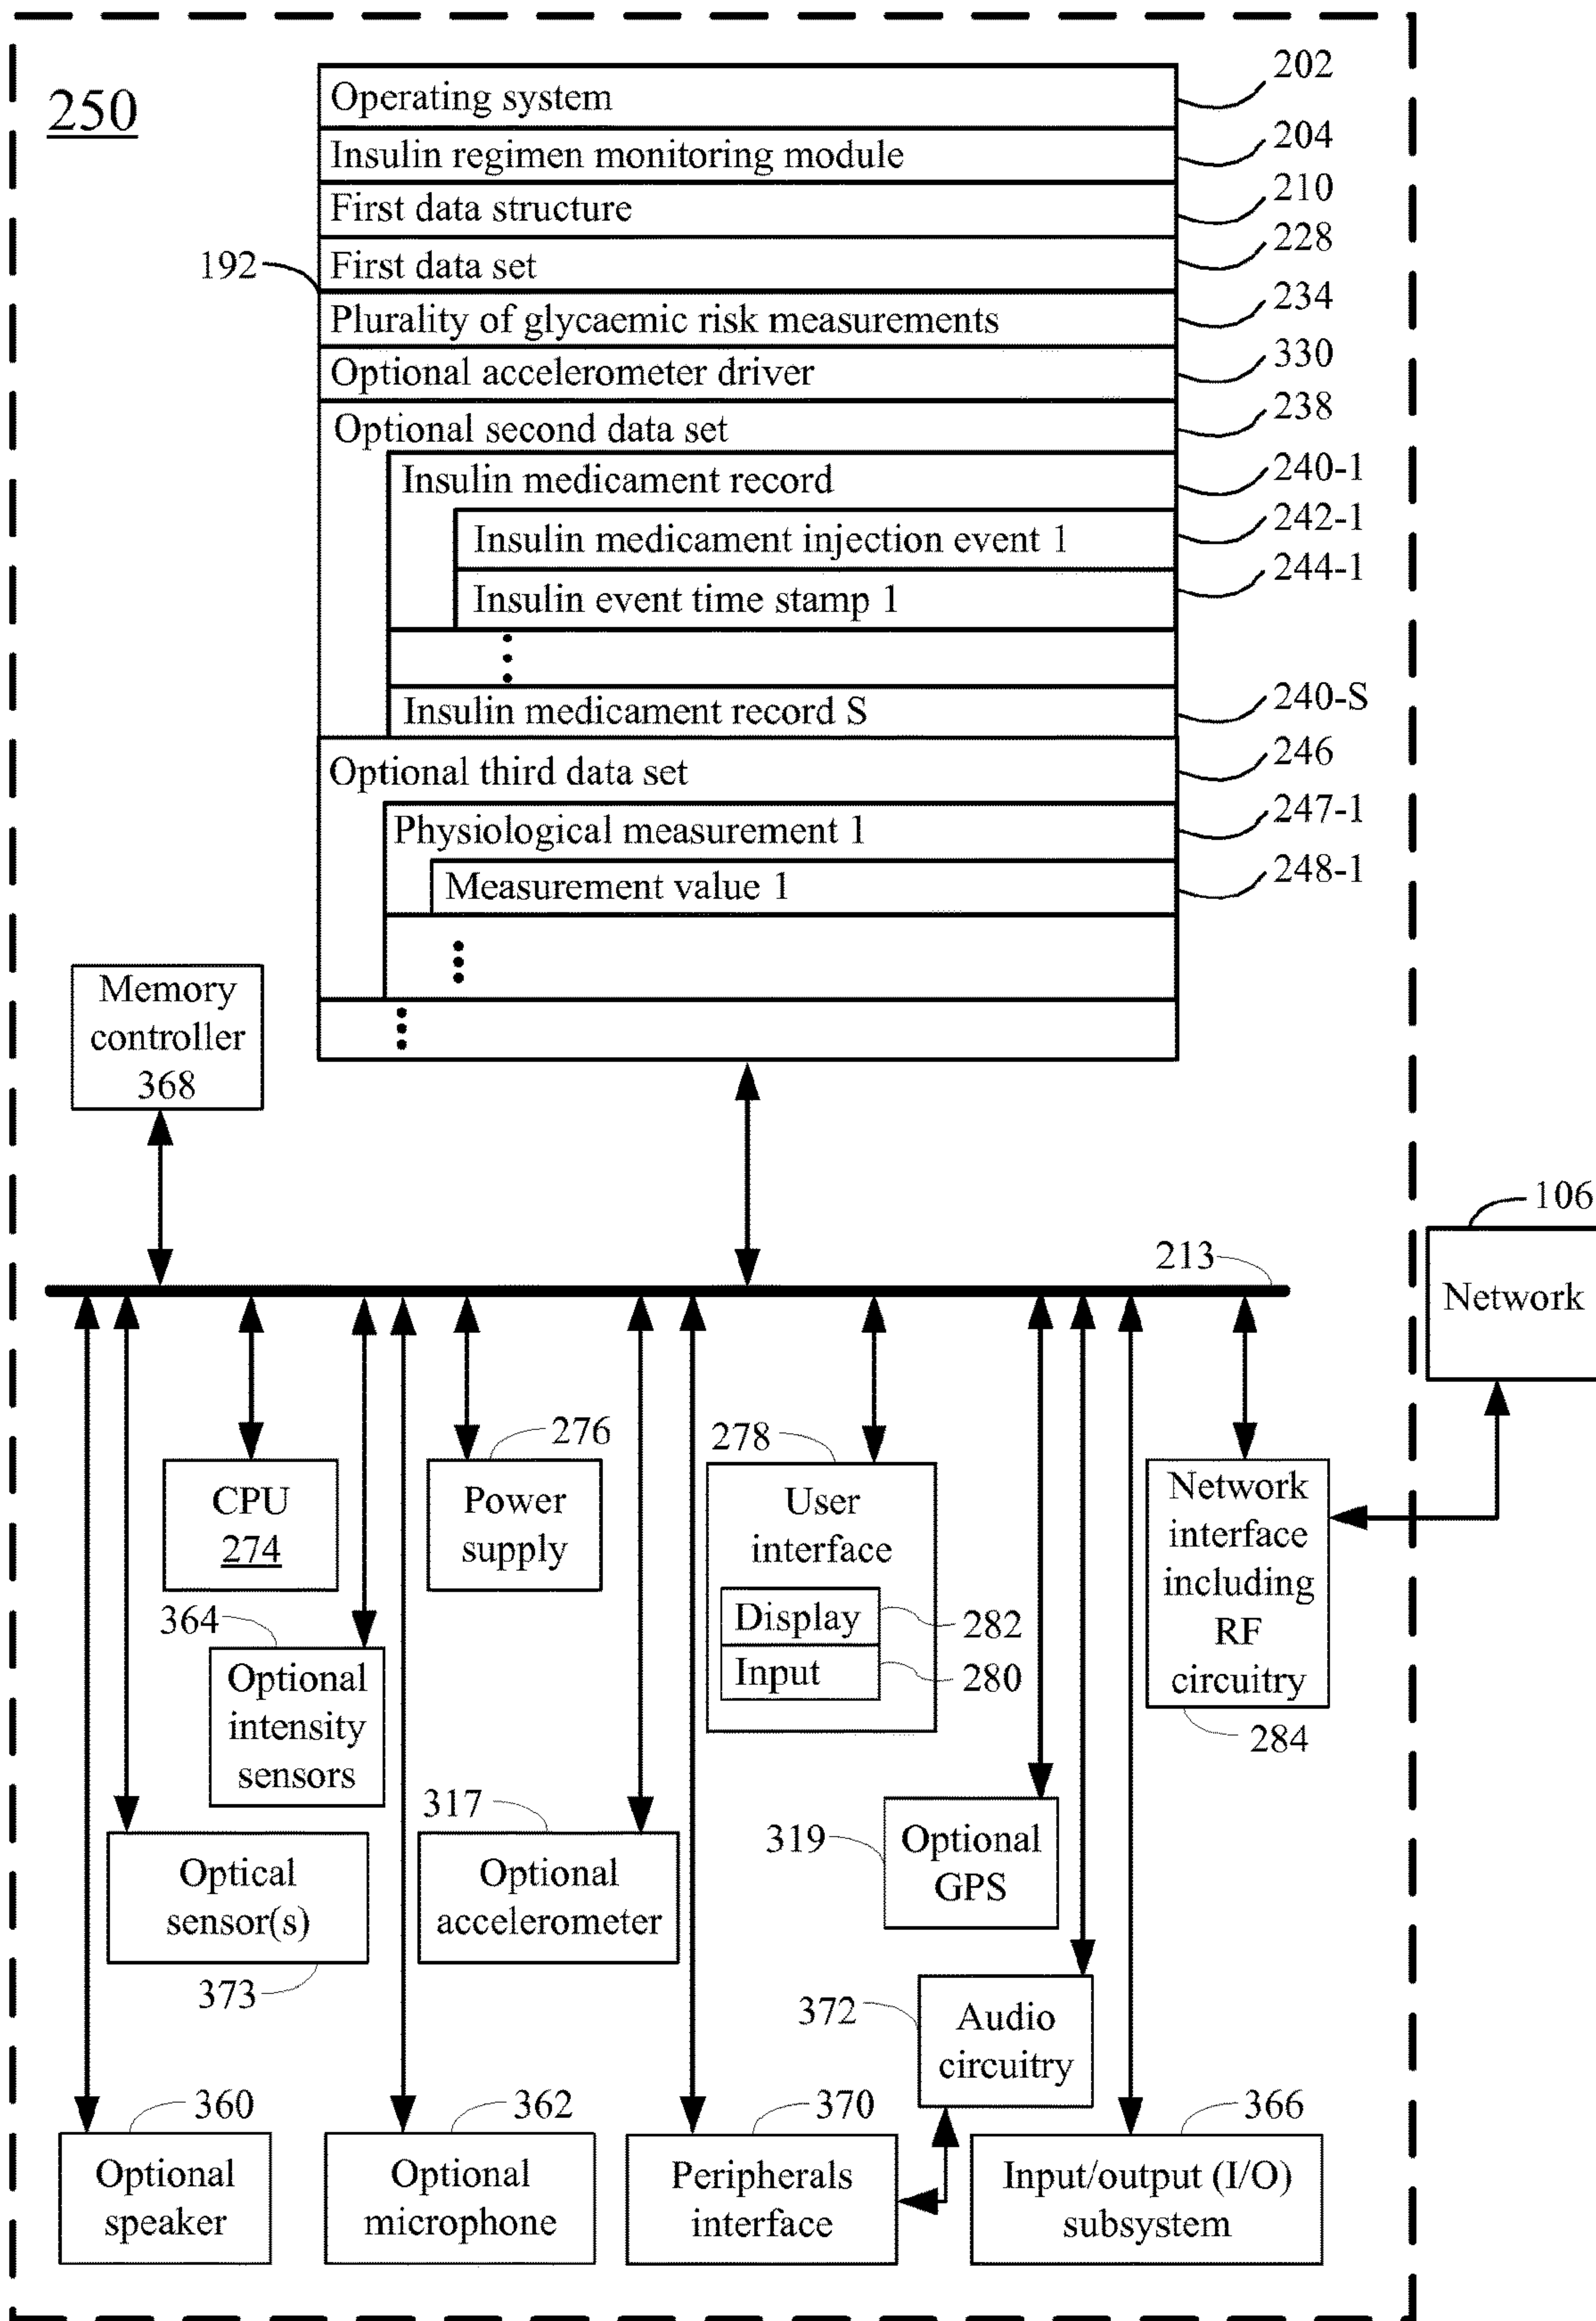 250
Operating system
202
Insulin regimen monitoring module
204
First data structure
210
192
First data set
228
Plurality of glycaemic risk measurements
234
Optional accelerometer driver
330
Optional second data set
238
Insulin medicament record
240-1
Insulin medicament injection event 1
242-1
Insulin event time stamp 1
244-1
Insulin medicament record S
240-S
Optional third data set
246
Physiological measurement 1
247-1
Measurement value 1
248-1
Memory
controller
368
213
106
Network
CPU
274
276
Power
supply
278
User
interface
Display
282
Input
280
Network
interface
including
RF
circuitry
284
364
Optional
intensity
sensors
Optical
sensor(s)
373
317
Optional
accelerometer
319
Optional
GPS
372
Audio
circuitry
360
Optional
speaker
362
Optional
microphone
370
Peripherals
interface
366
Input/output (I/O)
subsystem